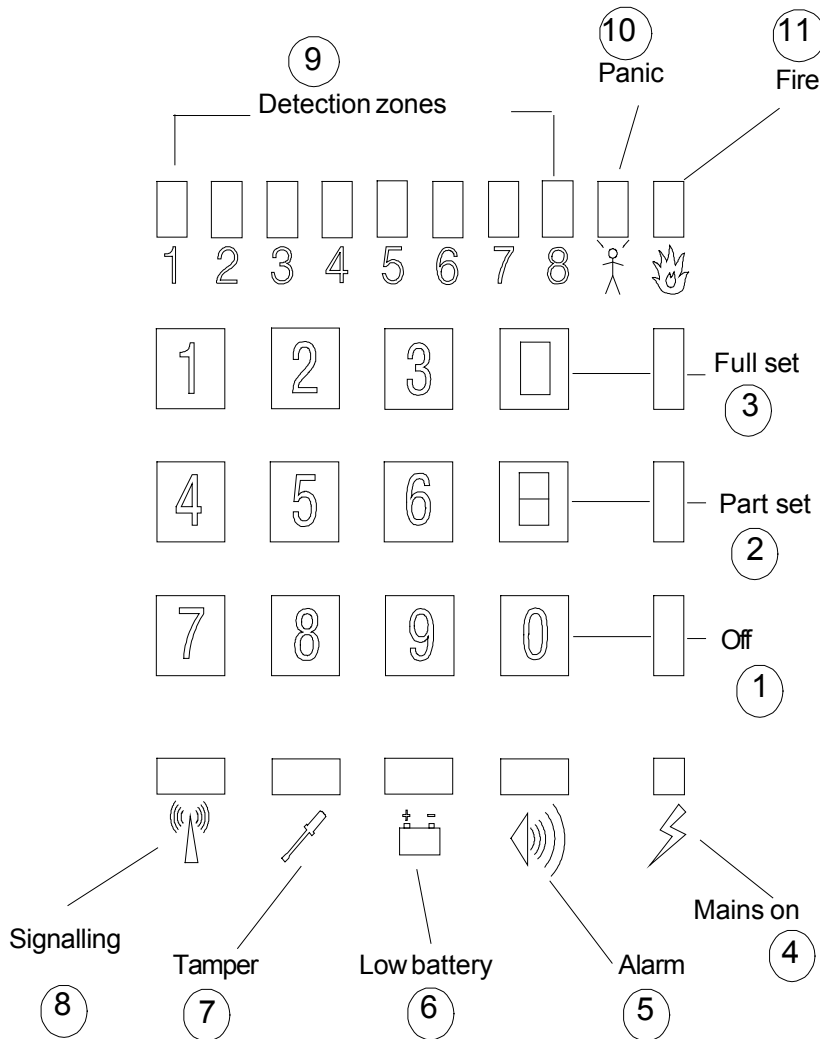 10 11
9 Panic Fire
Detection zones
1 2 3 4 5 6 7 8
1 2 3 Full set
3
4 5 6 Part set
2
7 8 9 0 Off
1
+ -
Mains on
Signalling 4
Tamper Low battery Alarm
8 7 6 5